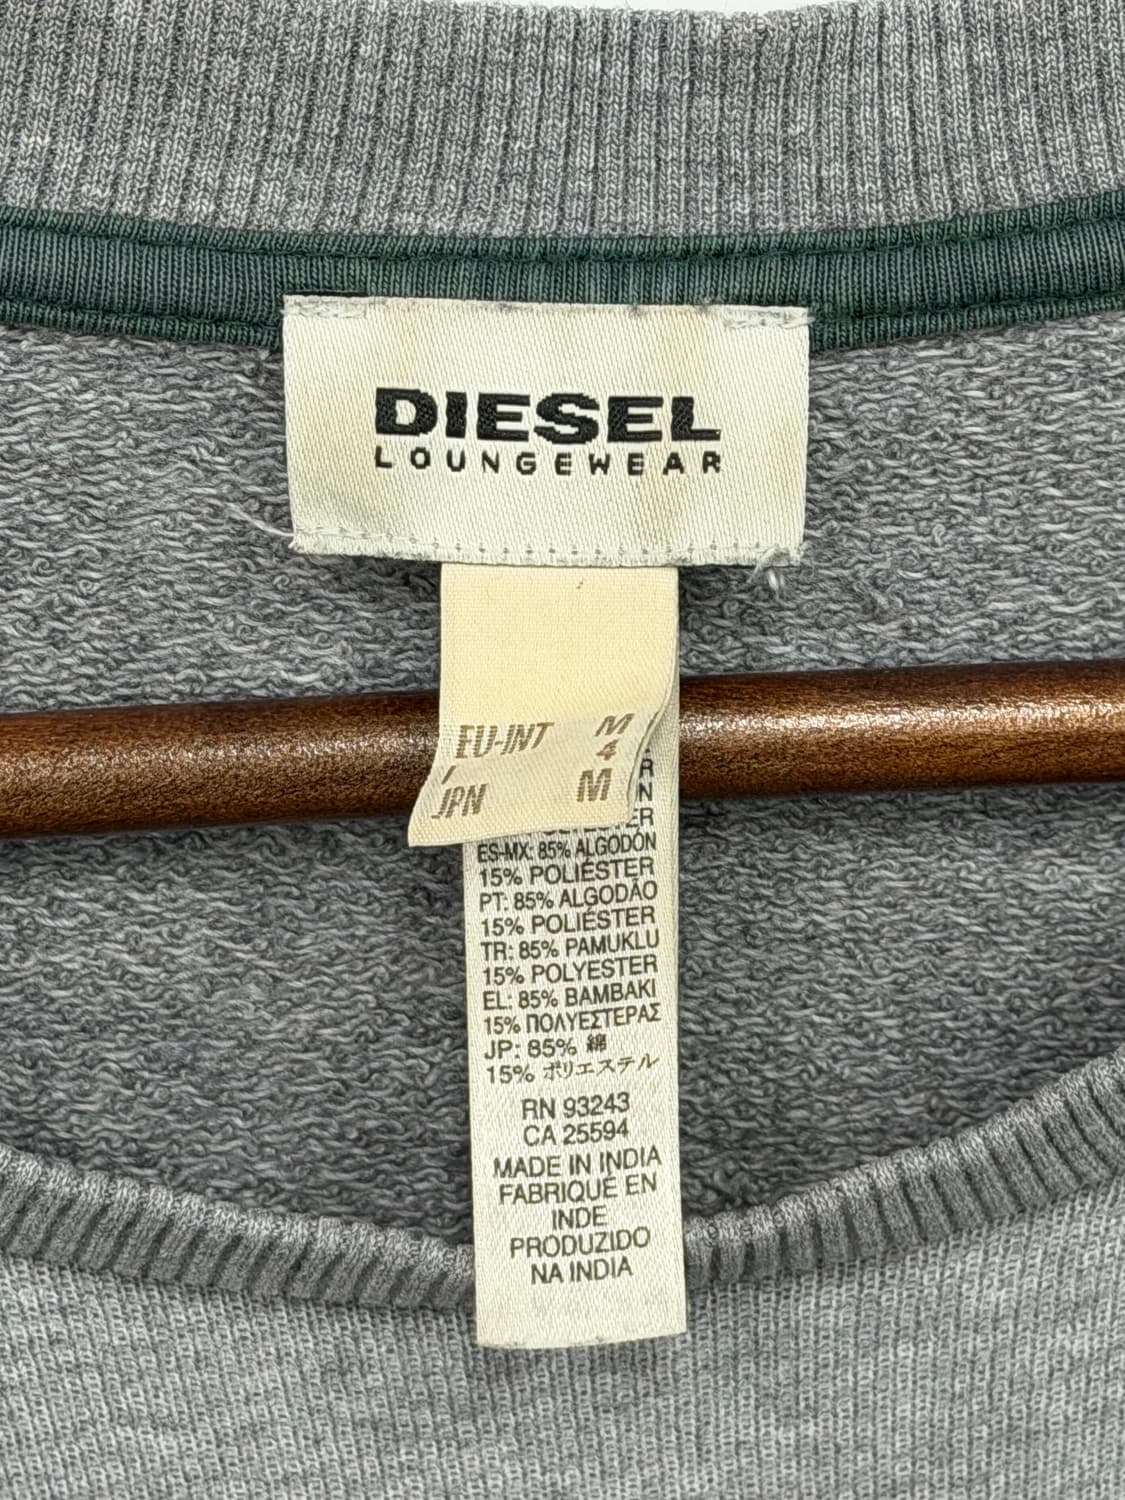 DIESEL
LOUNGEWEAR
EU-INT M
I 4
JPN M
R
N
ER
ES-MX: 85% ALGODÓN
15% POLIÉSTER
PT: 85% ALGODÃO
15% POLIÉSTER
TR: 85% PAMUKLU
15% POLYESTER
EL: 85% BAMBAKI
15% ΠΟΛΥΕΣΤΕΡΑΣ
JP: 85% 綿
15% ポリエステル
RN 93243
CA 25594
MADE IN INDIA
FABRIQUÉ EN
INDE
PRODUZIDO
NA INDIA